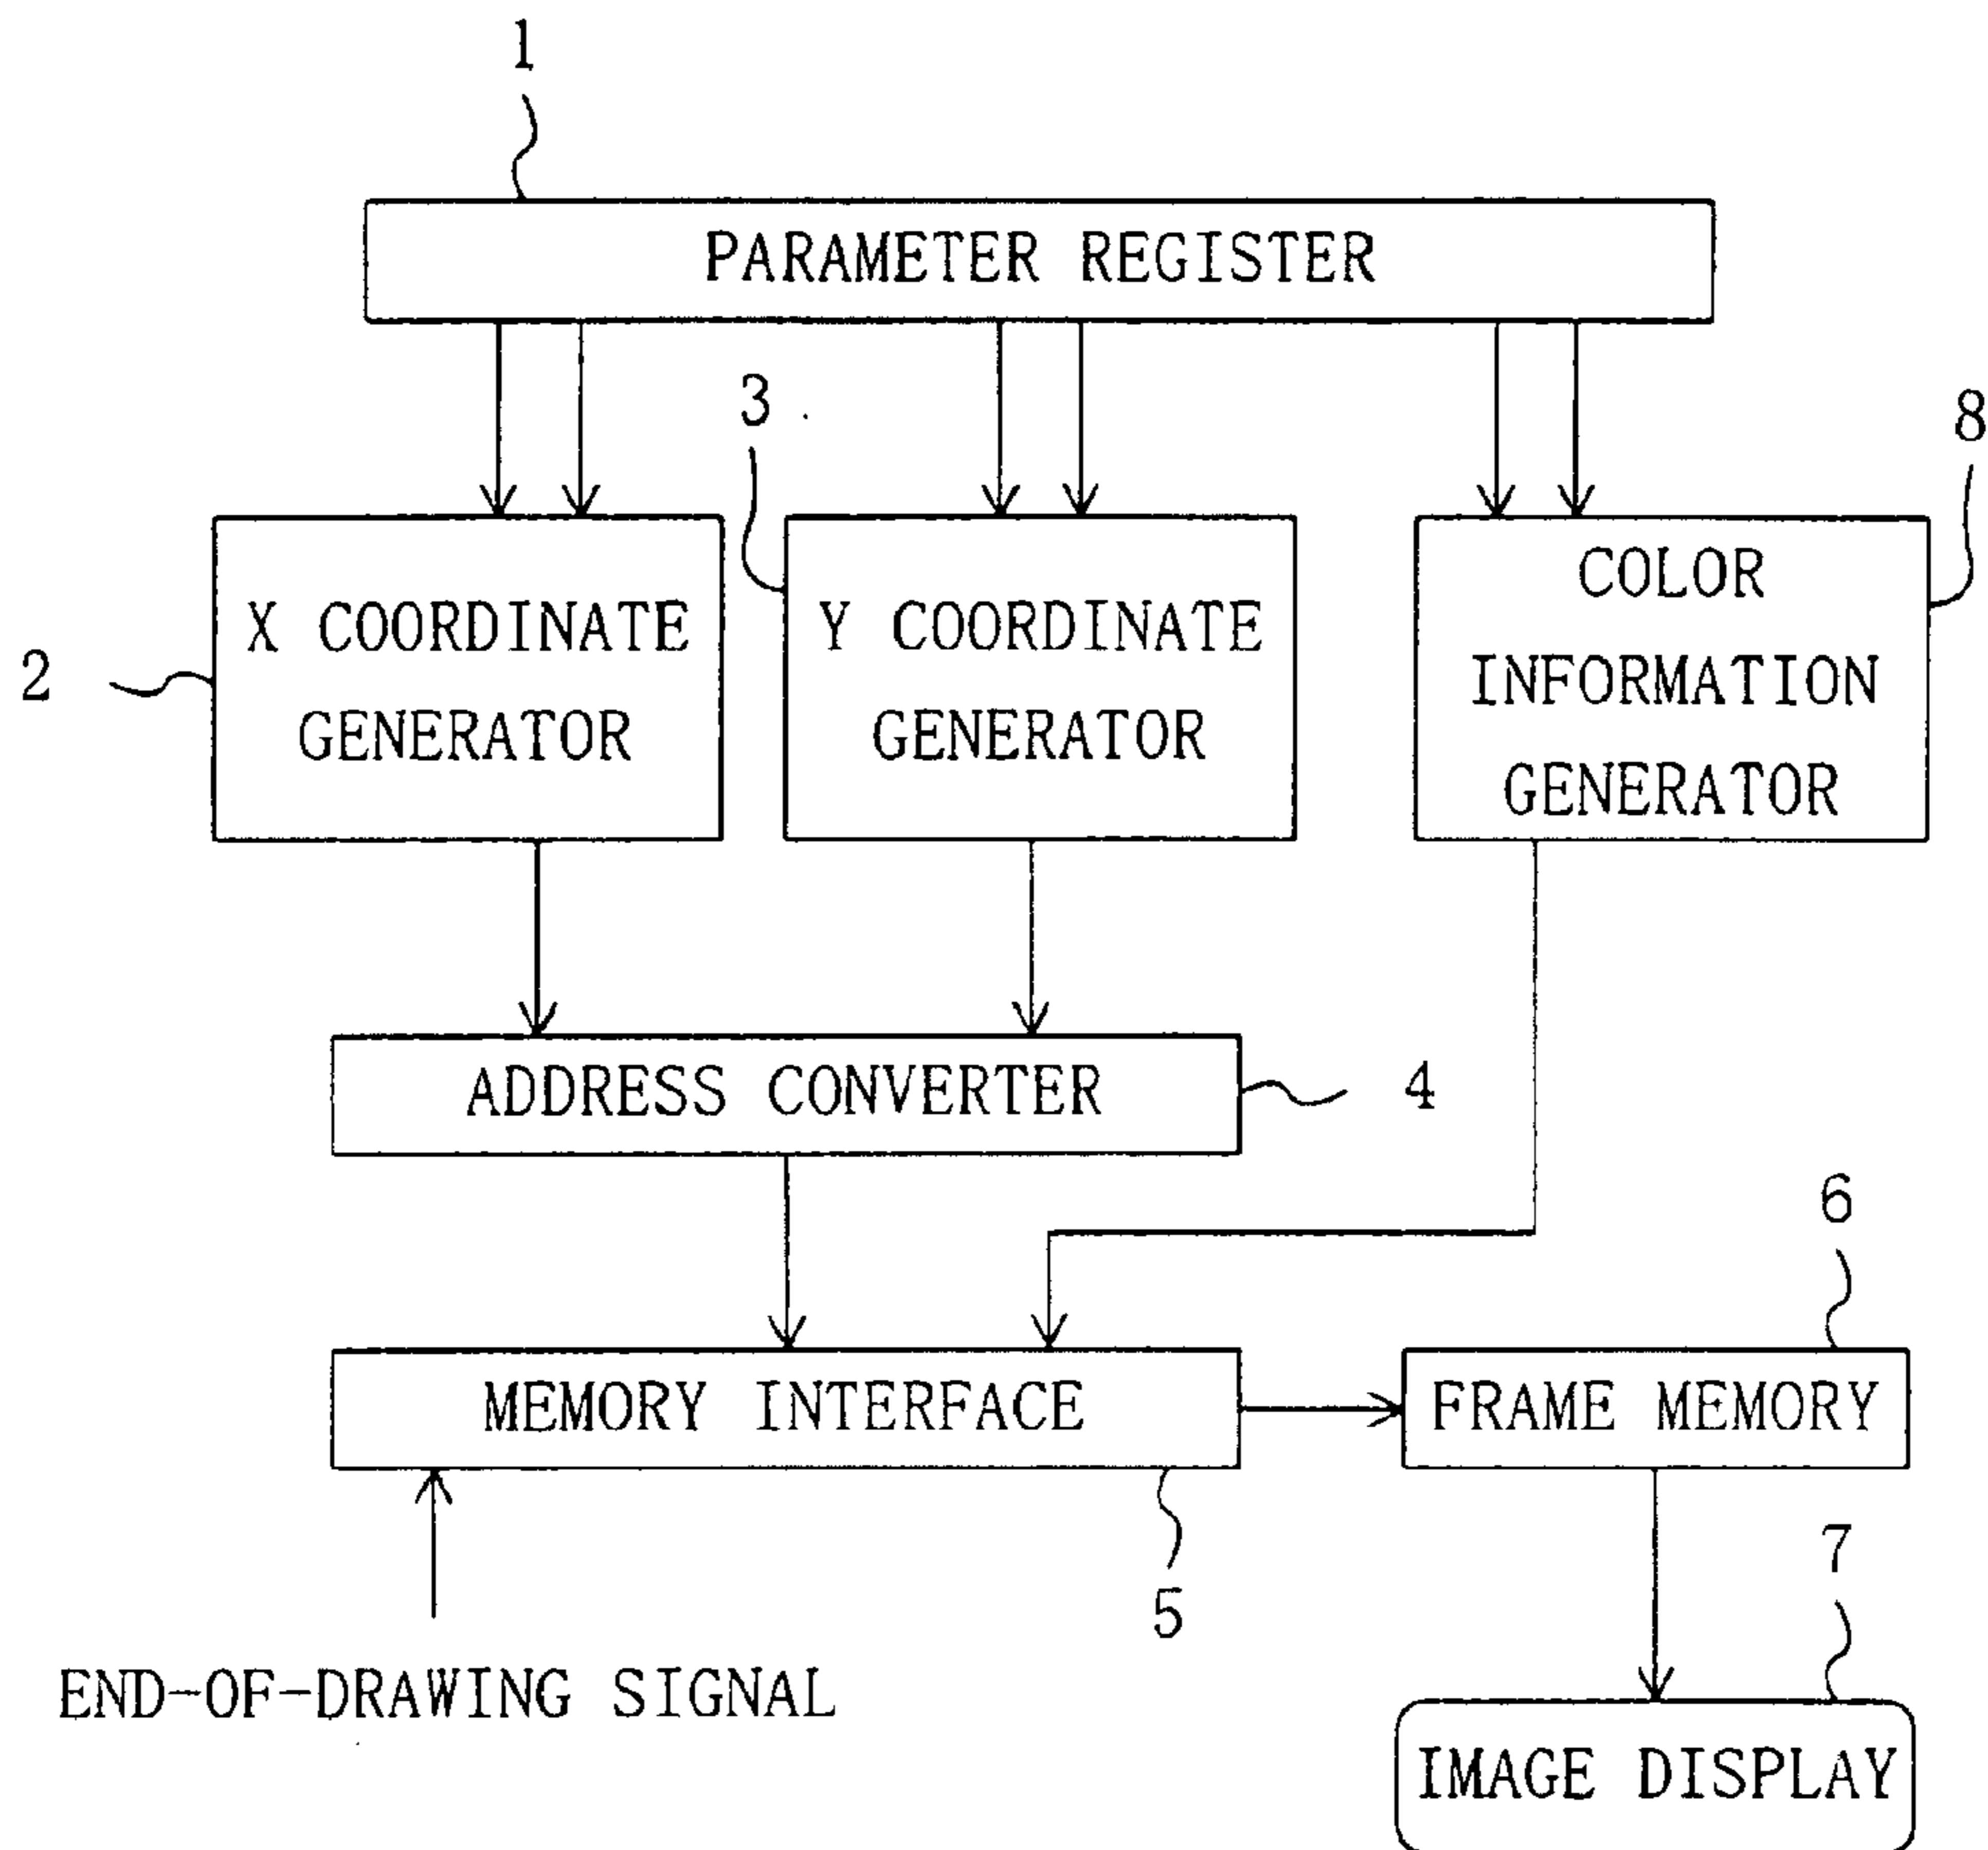 1
PARAMETER REGISTER
3
8
X COORDINATE
GENERATOR
2
Y COORDINATE
GENERATOR
COLOR
INFORMATION
GENERATOR
ADDRESS CONVERTER
4
6
MEMORY INTERFACE
FRAME MEMORY
5
7
END-OF-DRAWING SIGNAL
IMAGE DISPLAY